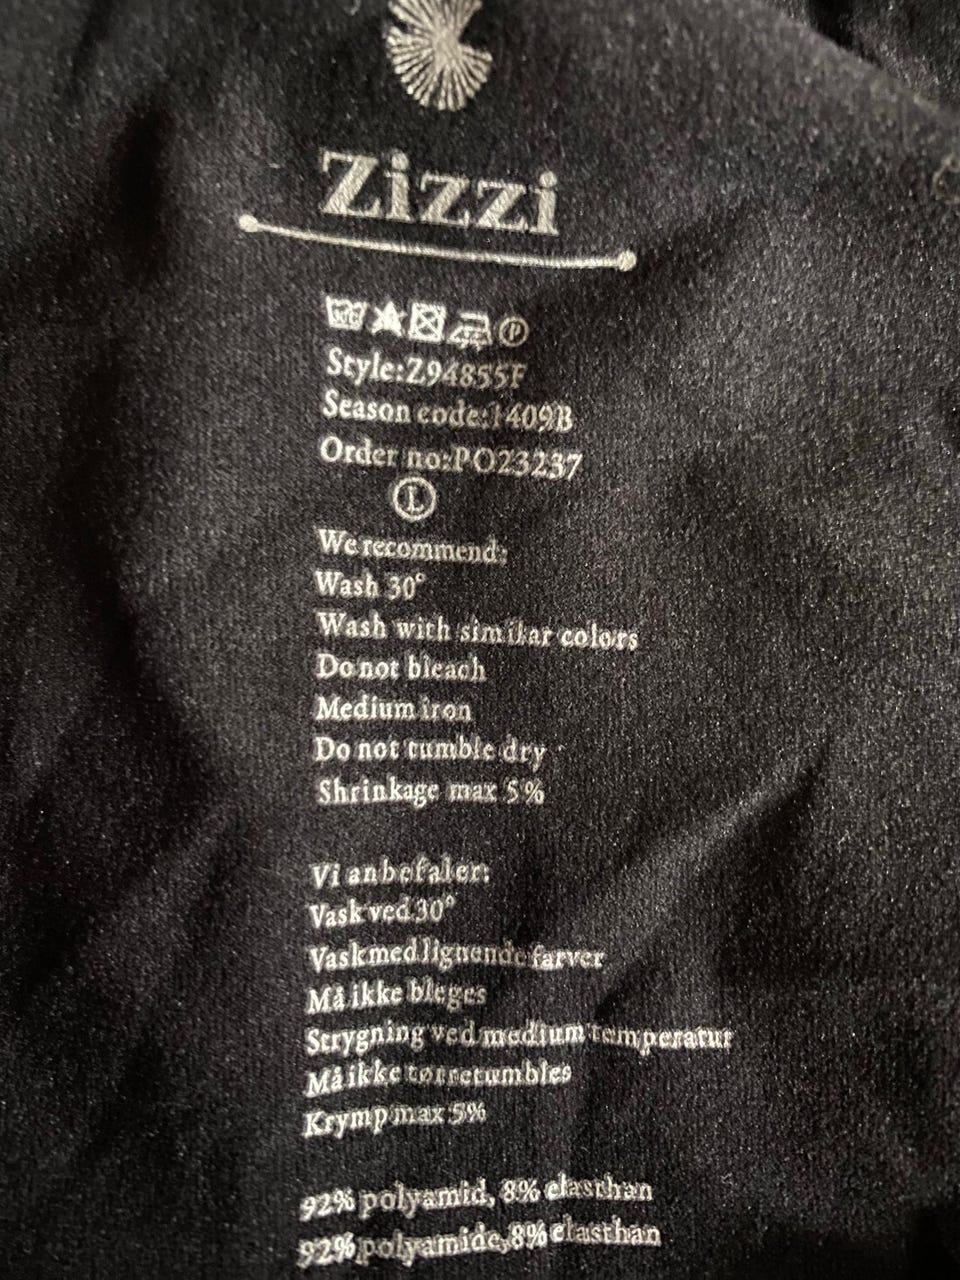 Zizzi
30°C P
Style:Z94855F
Season code:1409B
Order no:PO23237
L
We recommend:
Wash 30°
Wash with similar colors
Do not bleach
Medium iron
Do not tumble dry
Shrinkage max 5%
Vi anbefaler:
Vask ved 30°
Vask med lignende farver
Må ikke bleges
Strygning ved medium temperatur
Må ikke tørretumbles
Krymp max 5%
92% polyamid, 8% elasthan
92% polyamide, 8% elasthan